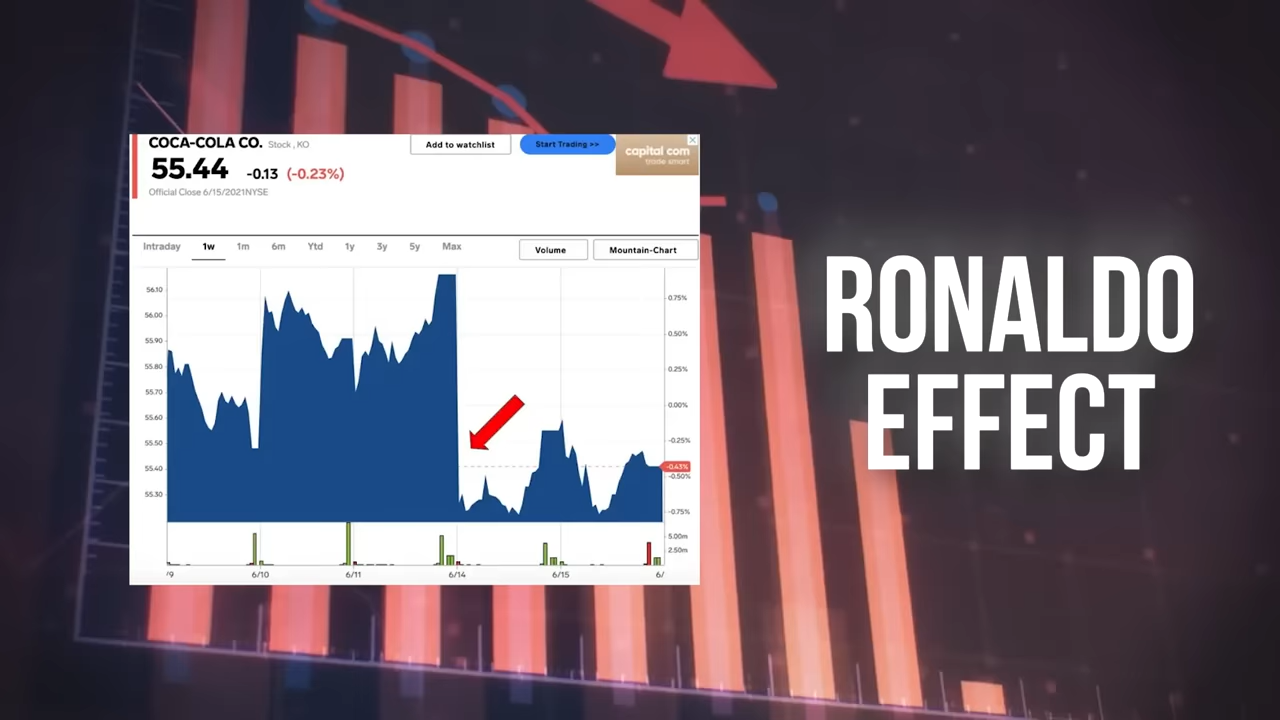 COCA-COLA CO. Stock , KO
Add to watchlist
Start Trading >>
capital com
trade smart
55.44 -0.13 (-0.23%)
Official Close 6/15/2021NYSE
Intraday 1w 1m 6m Ytd 1y 3y 5y Max
Volume
Mountain-Chart
56.10
56.00
55.90
55.80
55.70
55.60
55.50
55.40
55.30
0.75%
0.50%
0.25%
0.00%
-0.25%
-0.43%
-0.50%
-0.75%
5.00m
2.50m
/9 6/10 6/11 6/14 6/15 6/
RONALDO
EFFECT